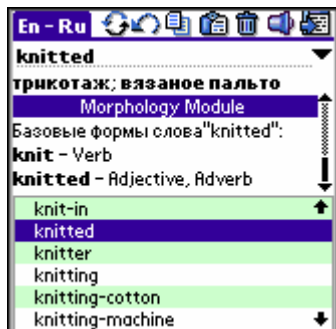 En-Ru
knitted
трикотаж; вязаное пальто
Morphology Module
Базовые формы слова"knitted":
knit - Verb
knitted - Adjective, Adverb
knit-in
knitted
knitter
knitting
knitting-cotton
knitting-machine